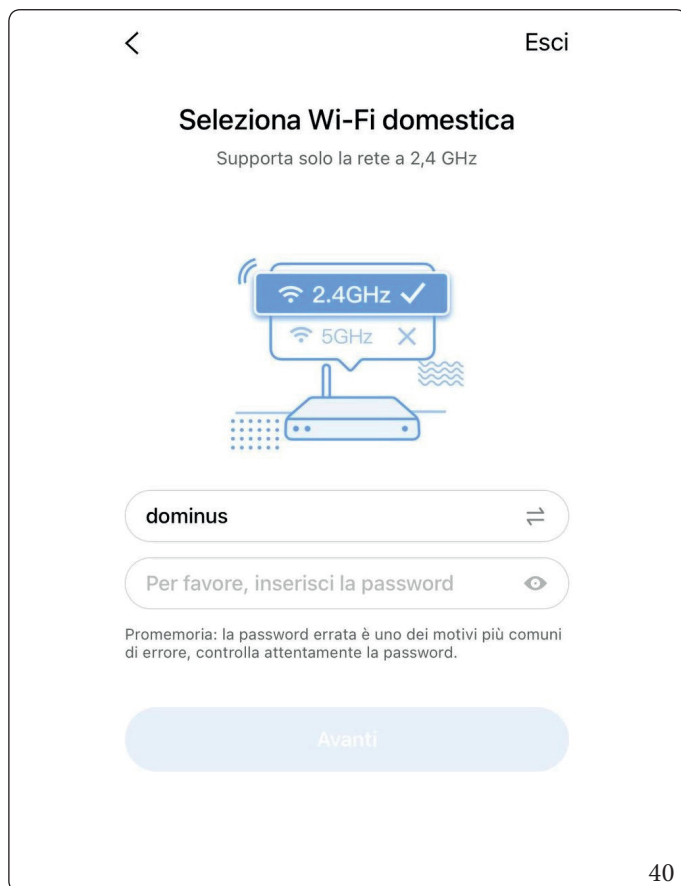 Esci
Seleziona Wi-Fi domestica
Supporta solo la rete a 2,4 GHz
2.4GHz
5GHz
dominus
Per favore, inserisci la password
Promemoria: la password errata è uno dei motivi più comuni
di errore, controlla attentamente la password.
Avanti
40